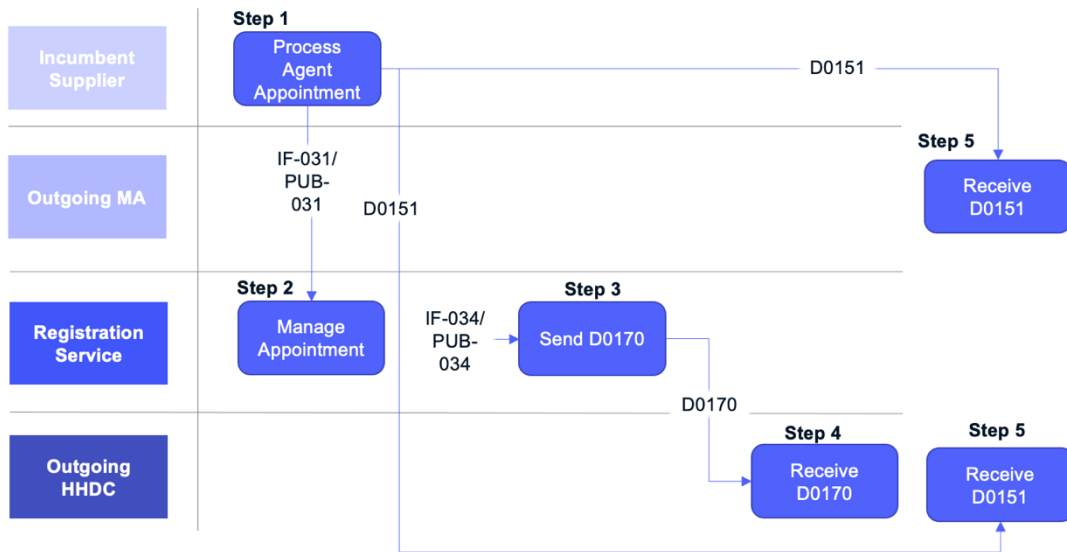 Incumbent
Supplier
Step 1
Process
Agent
Appointment
D0151
Outgoing MA
IF-031/
PUB-
031
D0151
Step 5
Receive
D0151
Registration
Service
Step 2
Manage
Appointment
IF-034/
PUB-
034
Step 3
Send D0170
D0170
Outgoing
HHDC
Step 4
Receive
D0170
Step 5
Receive
D0151